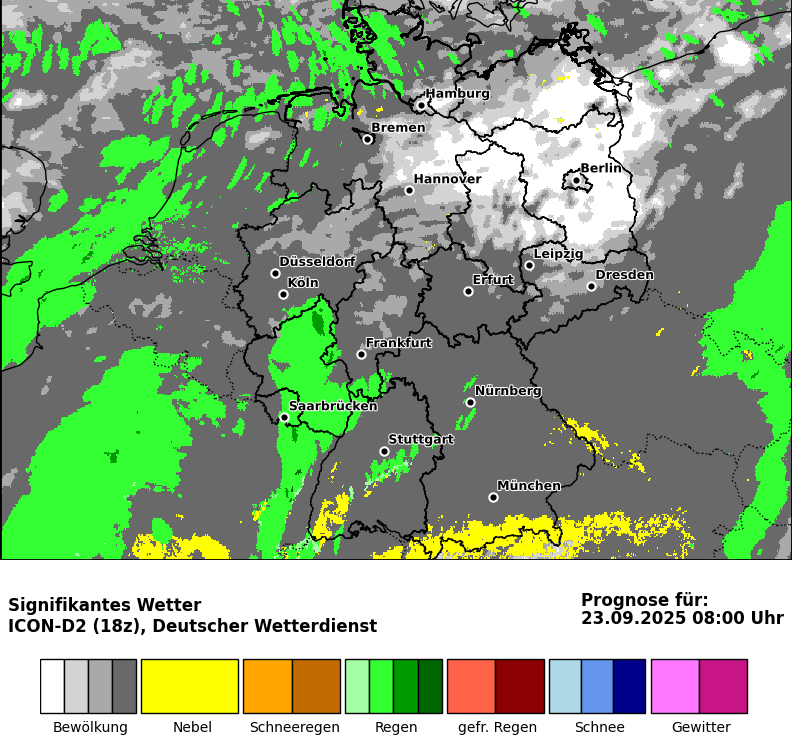 Hamburg
Bremen
Berlin
Hannover
Leipzig
Düsseldorf
Dresden
Köln
Erfurt
Frankfurt
Nürnberg
Saarbrücken
Stuttgart
München
Signifikantes Wetter
ICON-D2 (18z), Deutscher Wetterdienst
Prognose für:
23.09.2025 08:00 Uhr
Bewölkung
Nebel
Schneeregen
Regen
gefr. Regen
Schnee
Gewitter